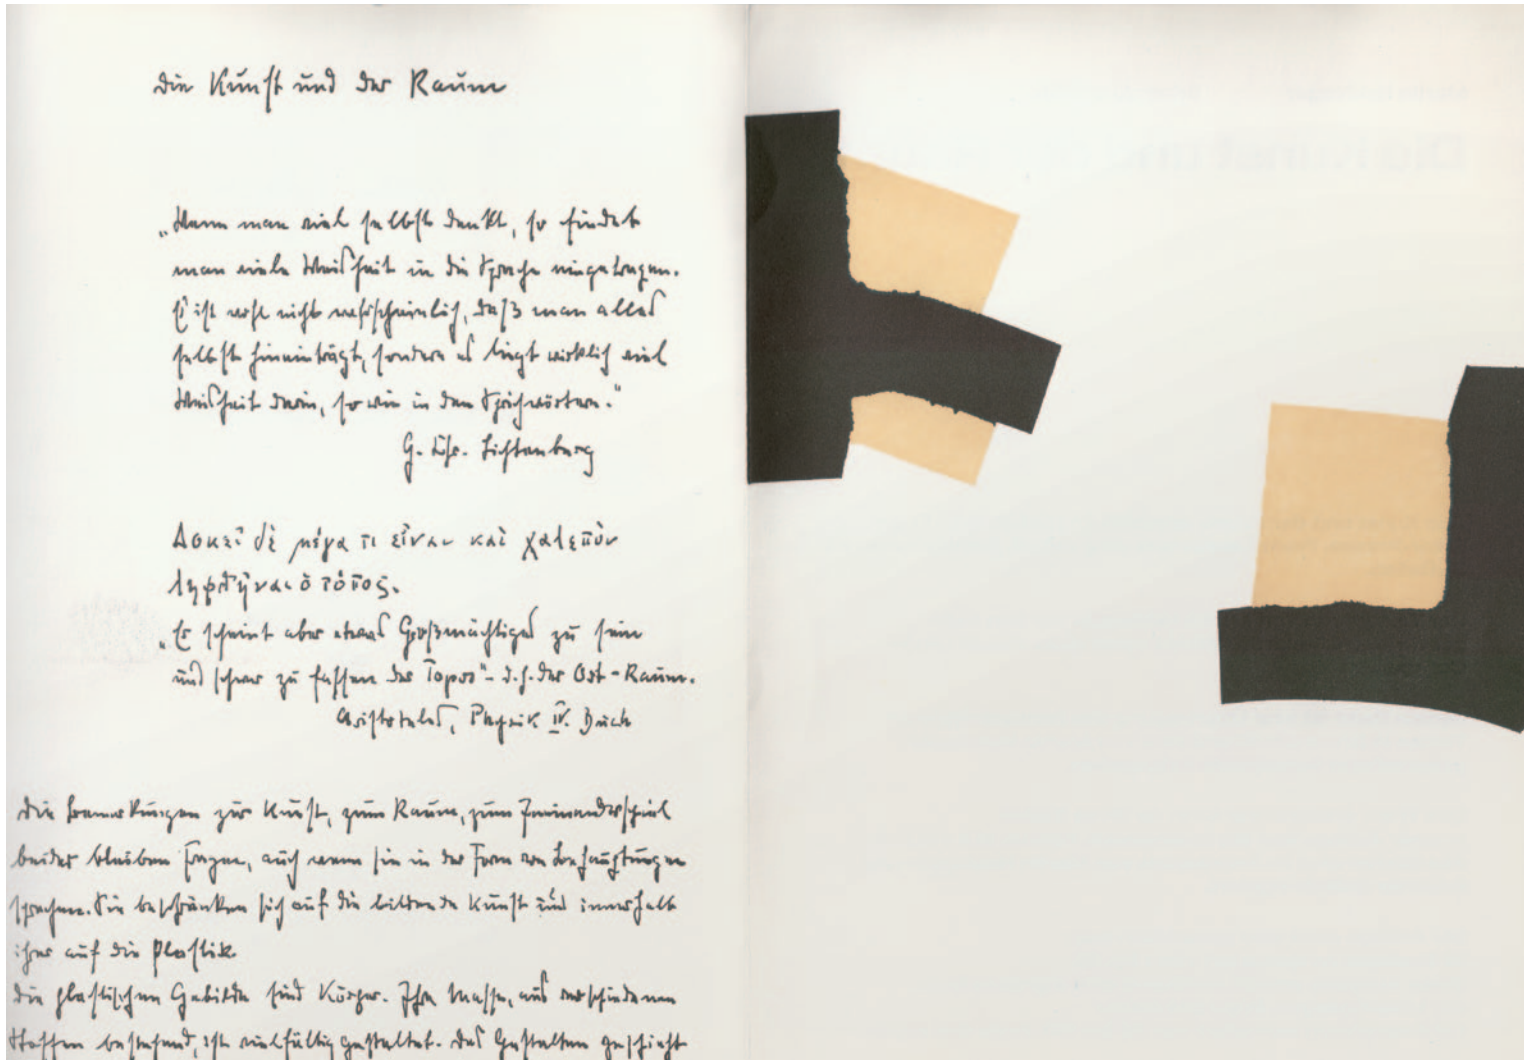 Die Kunst und der Raum
„Wenn man viel selbst denkt, so findet
man viele Weisheit in die Sprache eingetragen.
Es ist wohl nicht wahrscheinlich, daß man alles
selbst hineinträgt, sondern es liegt wirklich viel
Weisheit darin, so wie in den Sprichwörtern."
G. Chr. Lichtenberg
Δοκεῖ δὲ μέγα τι εἶναι καὶ χαλεπὸν
ληφθῆναι ὁ τόπος.
„Es scheint aber etwas Großmächtiges zu sein
und schwer zu fassen der Topos" – d.h. der Ort-Raum.
Aristoteles, Physik IV. Buch
Die Bemerkungen zur Kunst, zum Raum, zum Ineinanderspiel
beider bleiben Fragen, auch wenn sie in der Form von Behauptungen
sprechen. Sie beschränken sich auf die bildende Kunst und innerhalb
ihrer auf die Plastik.
Die plastischen Gebilde sind Körper. Ihre Masse, aus verschiedenen
Stoffen bestehend, ist vielfältig gestaltet. Das Gestalten geschieht